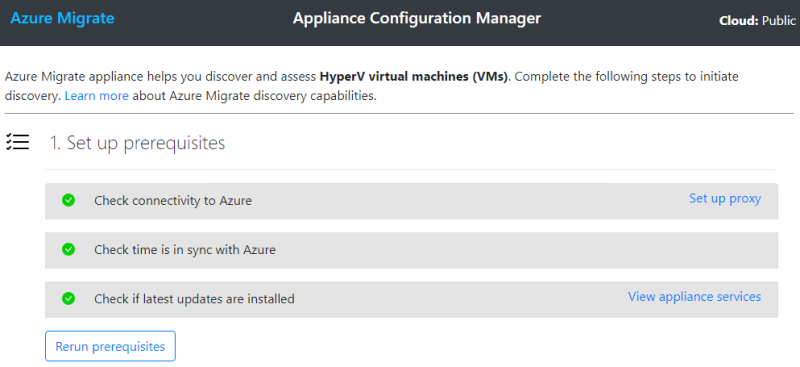 Azure Migrate Appliance Configuration Manager Cloud: Public
Azure Migrate appliance helps you discover and assess HyperV virtual machines (VMs). Complete the following steps to initiate
discovery. Learn more about Azure Migrate discovery capabilities.
1. Set up prerequisites
Check connectivity to Azure Set up proxy
Check time is in sync with Azure
Check if latest updates are installed View appliance services
Rerun prerequisites